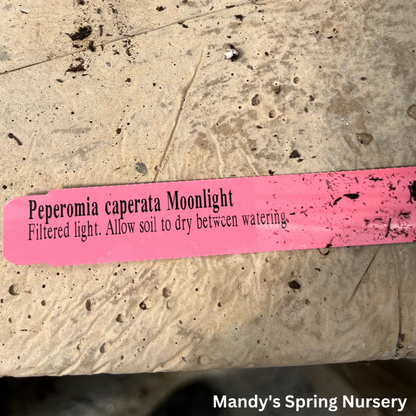 Peperomia caperata Moonlight
Filtered light. Allow soil to dry between watering.
Mandy's Spring Nursery